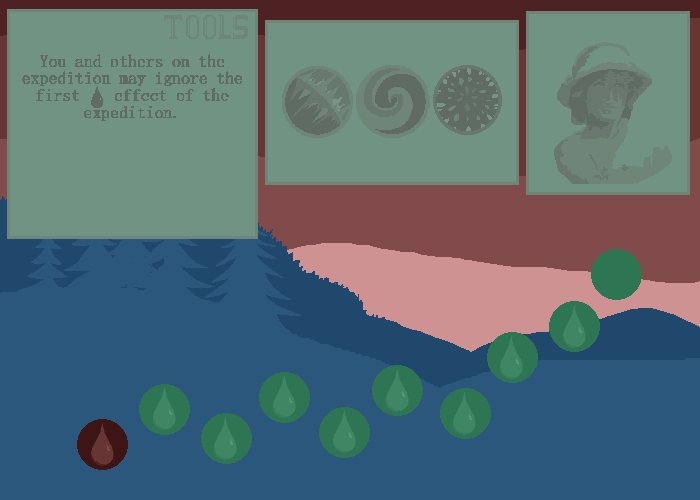 TOOLS
You and others on the
expedition may ignore the
first effect of the
expedition.